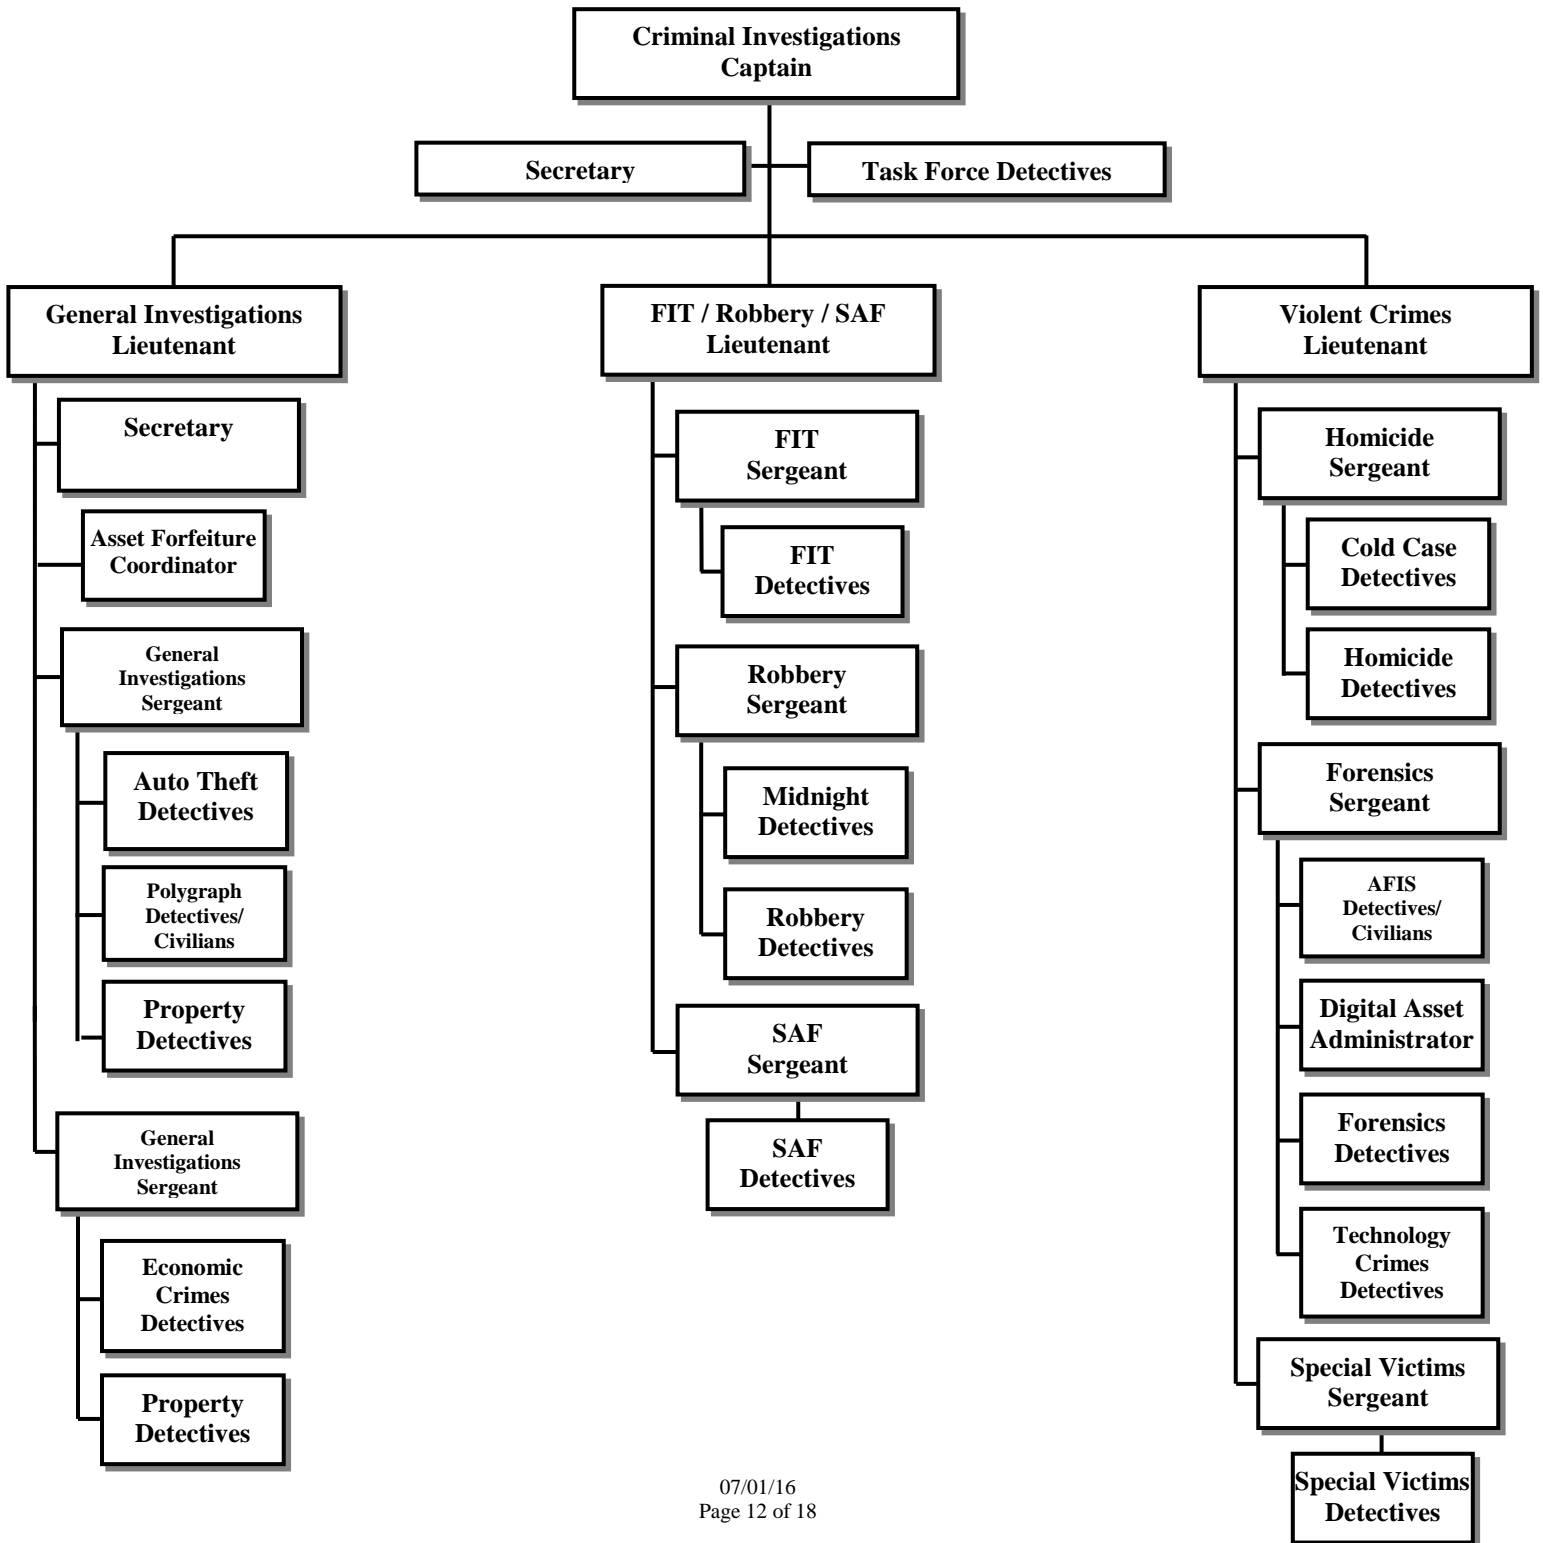 Criminal Investigations
Captain
Secretary
Task Force Detectives
General Investigations
Lieutenant
Secretary
Asset Forfeiture
Coordinator
General
Investigations
Sergeant
Auto Theft
Detectives
Polygraph
Detectives/
Civilians
Property
Detectives
General
Investigations
Sergeant
Economic
Crimes
Detectives
Property
Detectives
FIT / Robbery / SAF
Lieutenant
FIT
Sergeant
FIT
Detectives
Robbery
Sergeant
Midnight
Detectives
Robbery
Detectives
SAF
Sergeant
SAF
Detectives
Violent Crimes
Lieutenant
Homicide
Sergeant
Cold Case
Detectives
Homicide
Detectives
Forensics
Sergeant
AFIS
Detectives/
Civilians
Digital Asset
Administrator
Forensics
Detectives
Technology
Crimes
Detectives
Special Victims
Sergeant
Special Victims
Detectives
07/01/16
Page 12 of 18